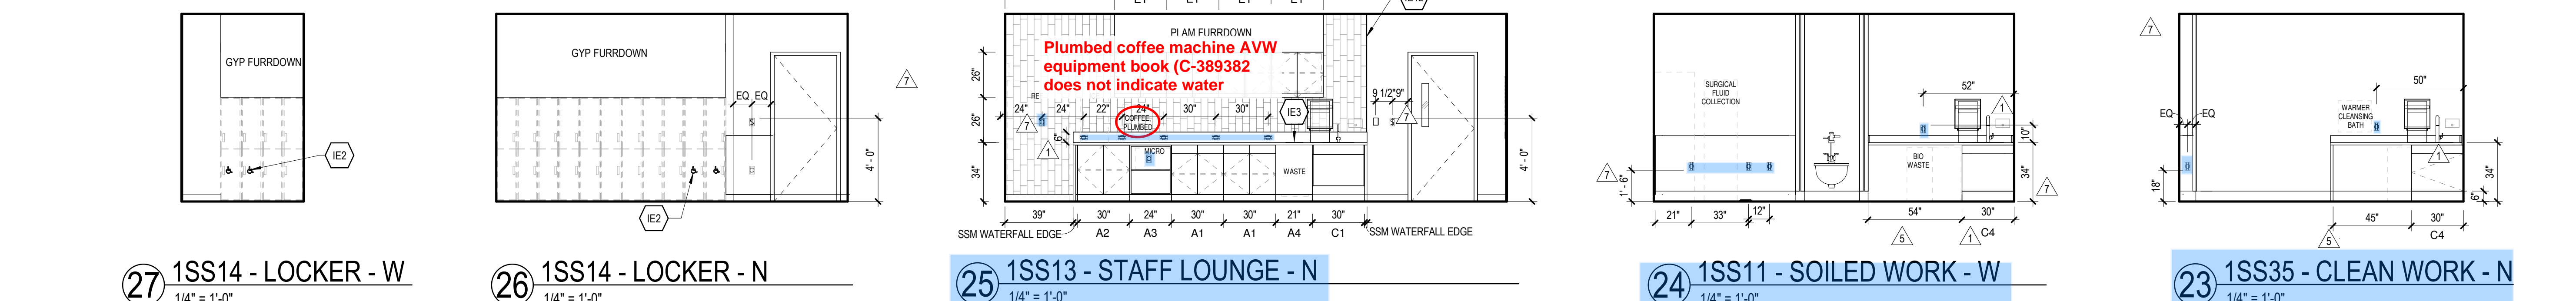 GYP FURRDOWN
IE2
27
1SS14 - LOCKER - W
1/4" = 1'-0"
GYP FURRDOWN
EQ EQ
7
4' - 0"
IE2
26
1SS14 - LOCKER - N
1/4" = 1'-0"
PLAM FURRDOWN
Plumbed coffee machine AVW
equipment book (C-389382
does not indicate water
26"
RE
24" 24" 22" 24" 30" 30"
9 1/2" 9"
COFFEE,
PLUMBED
IE3
26"
7
6"
7
1
MICRO
34"
WASTE
4' - 0"
39" 30" 24" 30" 30" 21" 30"
SSM WATERFALL EDGE
A2 A3 A1 A1 A4 C1
SSM WATERFALL EDGE
25
1SS13 - STAFF LOUNGE - N
1/4" = 1'-0"
SURGICAL
FLUID
COLLECTION
52"
1
10"
BIO
WASTE
7
1' - 6"
34"
7
21" 33" 12" 54" 30"
5
1
C4
24
1SS11 - SOILED WORK - W
1/4" = 1'-0"
7
50"
EQ EQ
WARMER
CLEANSING
BATH
1
18"
34"
6"
45" 30"
5
C4
23
1SS35 - CLEAN WORK - N
1/4" = 1'-0"